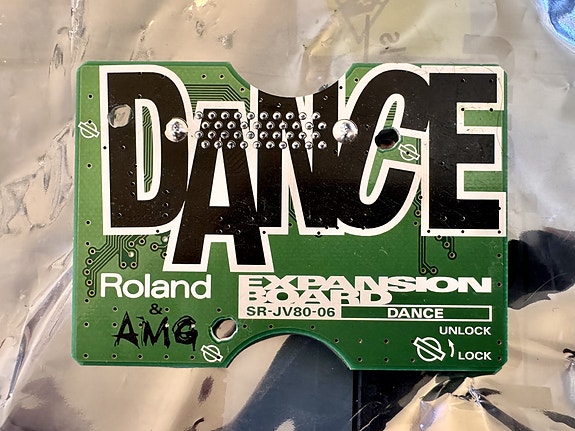 DANCE
Roland
&
AMG
EXPANSION
BOARD
SR-JV80-06 DANCE
UNLOCK
LOCK